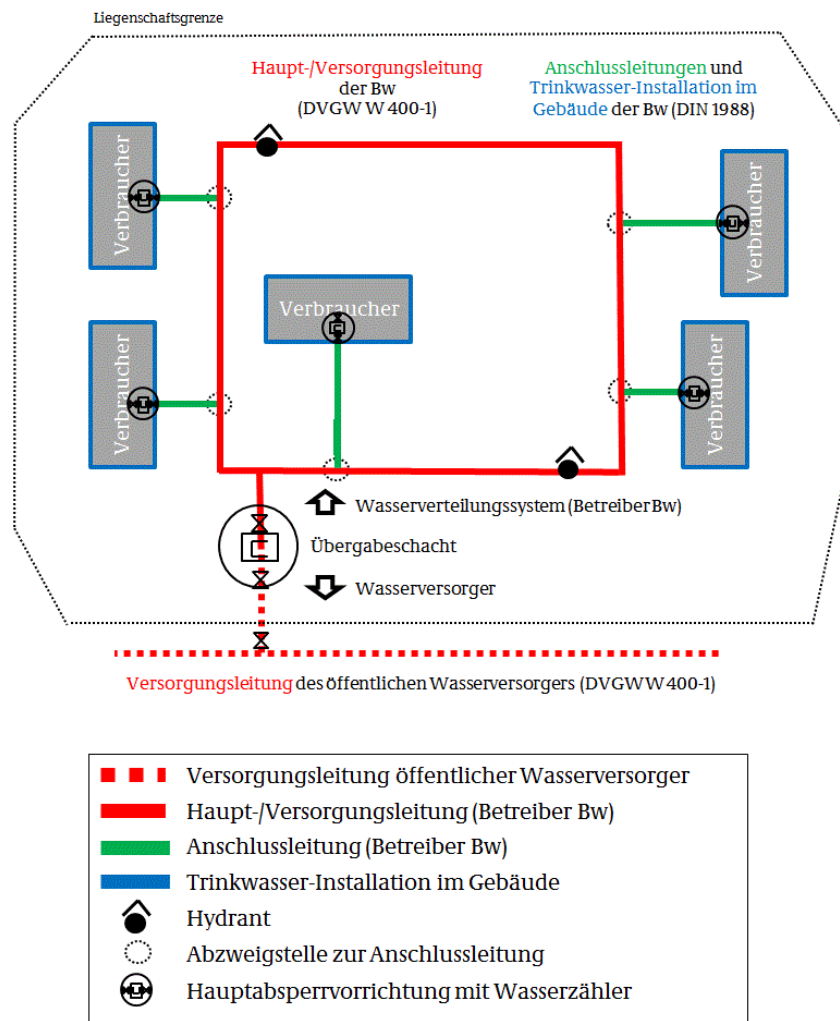 Liegenschaftsgrenze
Haupt-/Versorgungsleitung
der Bw
(DVGW W 400-1)
Anschlussleitungen und
Trinkwasser-Installation im
Gebäude der Bw (DIN 1988)
Verbraucher
Verbraucher
Verbraucher
Verbraucher
Verbraucher
Wasserverteilungssystem (Betreiber Bw)
Übergabeschacht
Wasserversorger
Versorgungsleitung des öffentlichen Wasserversorgers (DVGW W 400-1)
Versorgungsleitung öffentlicher Wasserversorger
Haupt-/Versorgungsleitung (Betreiber Bw)
Anschlussleitung (Betreiber Bw)
Trinkwasser-Installation im Gebäude
Hydrant
Abzweigstelle zur Anschlussleitung
Hauptabsperrvorrichtung mit Wasserzähler